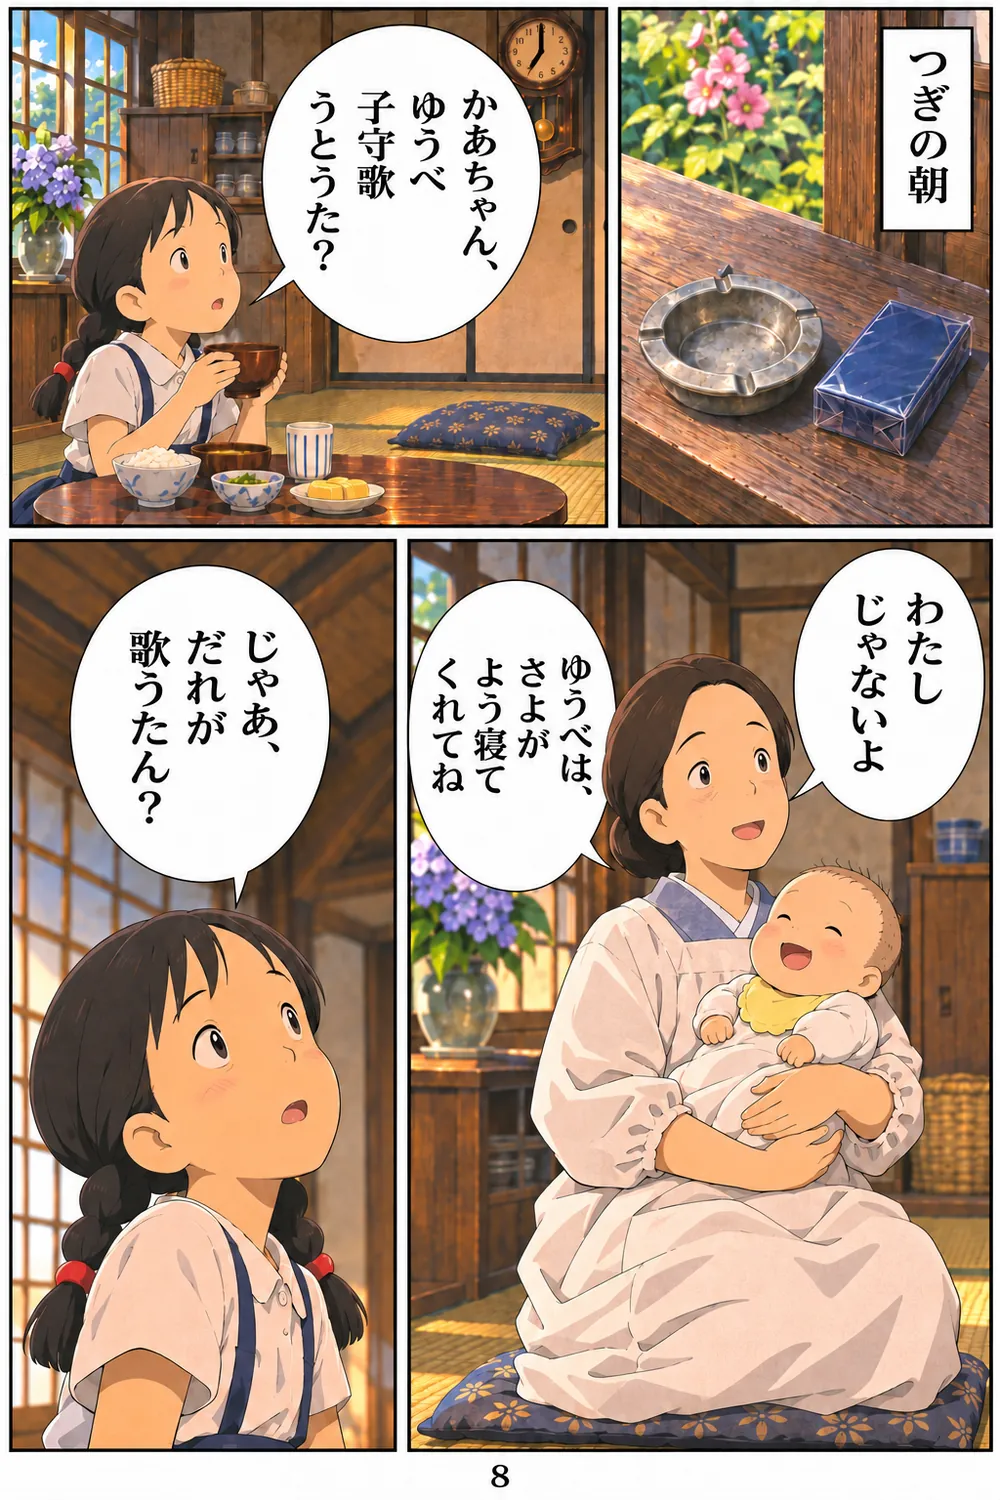 つぎの朝
かあちゃん、
ゆうべ
子守歌
うとうた？
わたし
じゃないよ
ゆうべは、
さよが
よう寝て
くれてね
じゃあ、
だれが
歌うたん？
8